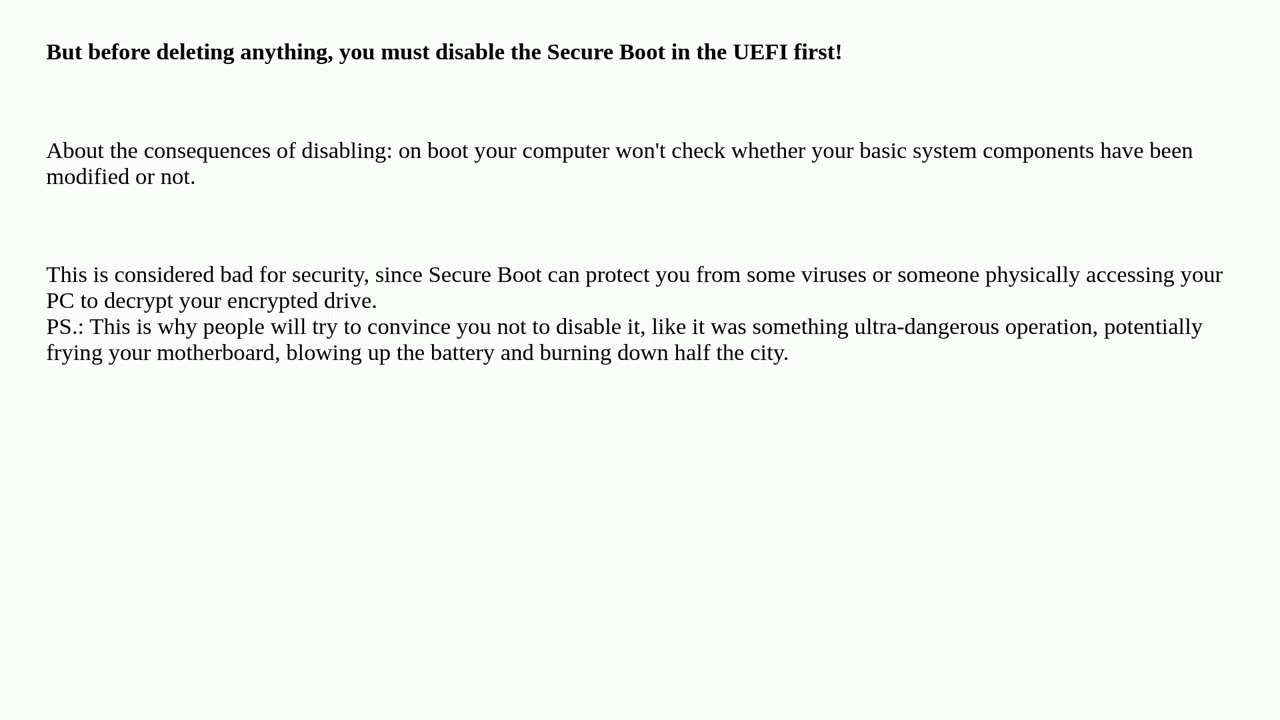 But before deleting anything, you must disable the Secure Boot in the UEFI first!
About the consequences of disabling: on boot your computer won't check whether your basic system components have been
modified or not.
This is considered bad for security, since Secure Boot can protect you from some viruses or someone physically accessing your
PC to decrypt your encrypted drive.
PS.: This is why people will try to convince you not to disable it, like it was something ultra-dangerous operation, potentially
frying your motherboard, blowing up the battery and burning down half the city.